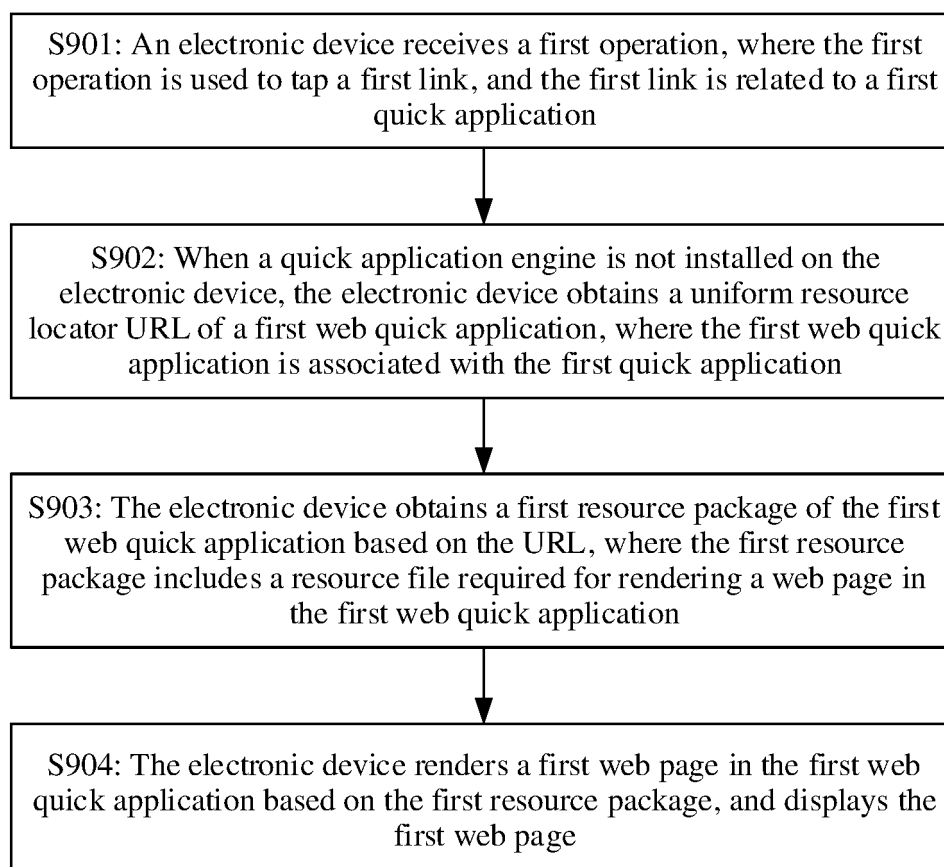 S901: An electronic device receives a first operation, where the first
operation is used to tap a first link, and the first link is related to a first
quick application
S902: When a quick application engine is not installed on the
electronic device, the electronic device obtains a uniform resource
locator URL of a first web quick application, where the first web quick
application is associated with the first quick application
S903: The electronic device obtains a first resource package of the first
web quick application based on the URL, where the first resource
package includes a resource file required for rendering a web page in
the first web quick application
S904: The electronic device renders a first web page in the first web
quick application based on the first resource package, and displays the
first web page